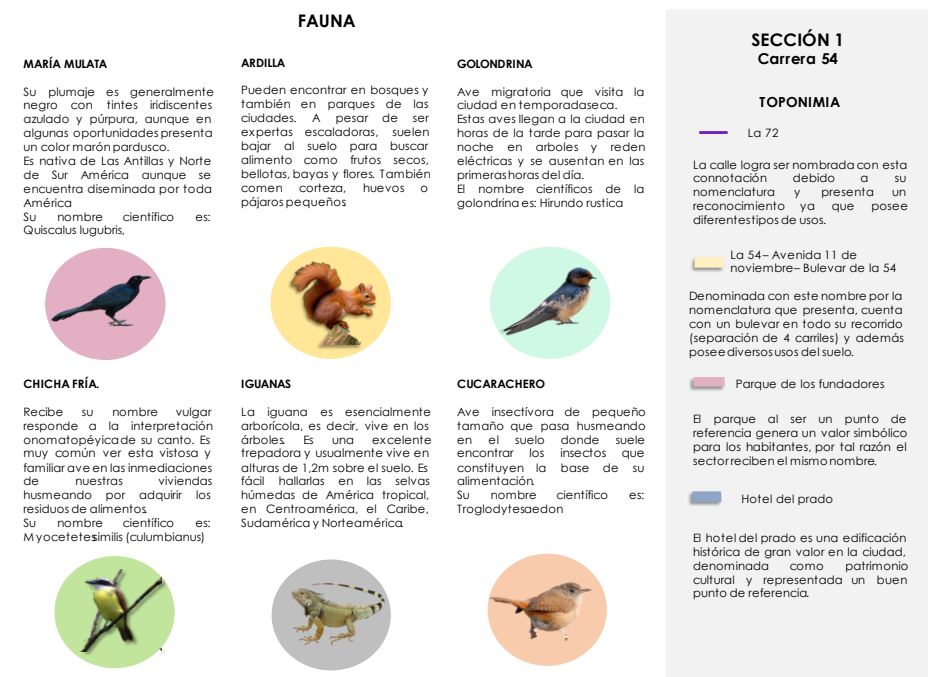 FAUNA
MARÍA MULATA
Su plumaje es generalmente
negro con tintes iridiscentes
azulado y púrpura, aunque en
algunas oportunidades presenta
un color marón pardusco.
Es nativa de Las Antillas y Norte
de Sur América aunque se
encuentra diseminada por toda
América
Su nombre científico es:
Quiscalus lugubris,
ARDILLA
Pueden encontrar en bosques y
también en parques de las
ciudades. A pesar de ser
expertas escaladoras, suelen
bajar al suelo para buscar
alimento como frutos secos,
bellotas, bayas y flores. También
comen corteza, huevos o
pájaros pequeños
GOLONDRINA
Ave migratoria que visita la
ciudad en temporadaseca.
Estas aves llegan a la ciudad en
horas de la tarde para pasar la
noche en arboles y reden
eléctricas y se ausentan en las
primeras horas del día.
El nombre científicos de la
golondrina es: Hirundo rustica
CHICHA FRÍA.
Recibe su nombre vulgar
responde a la interpretación
onomatopéyica de su canto. Es
muy común ver esta vistosa y
familiar ave en las inmediaciones
de nuestras viviendas
husmeando por adquirir los
residuos de alimentos.
Su nombre científico es:
Myocetetes similis (culumbianus)
IGUANAS
La iguana es esencialmente
arborícola, es decir, vive en los
árboles. Es una excelente
trepadora y usualmente vive en
alturas de 1,2m sobre el suelo. Es
fácil hallarlas en las selvas
húmedas de América tropical,
en Centroamérica, el Caribe,
Sudamérica y Norteamérica.
CUCARACHERO
Ave insectívora de pequeño
tamaño que pasa husmeando
en el suelo donde suele
encontrar los insectos que
constituyen la base de su
alimentación.
Su nombre científico es:
Troglodytesaedon
SECCIÓN 1
Carrera 54
TOPONIMIA
La 72
La calle logra ser nombrada con esta
connotación debido a su
nomenclatura y presenta un
reconocimiento ya que posee
diferentes tipos de usos.
La 54– Avenida 11 de
noviembre– Bulevar de la 54
Denominada con este nombre por la
nomenclatura que presenta, cuenta
con un bulevar en todo su recorrido
(separación de 4 carriles) y además
posee diversos usos del suelo.
Parque de los fundadores
El parque al ser un punto de
referencia genera un valor simbólico
para los habitantes, por tal razón el
sector reciben el mismo nombre.
Hotel del prado
El hotel del prado es una edificación
histórica de gran valor en la ciudad,
denominada como patrimonio
cultural y representada un buen
punto de referencia.